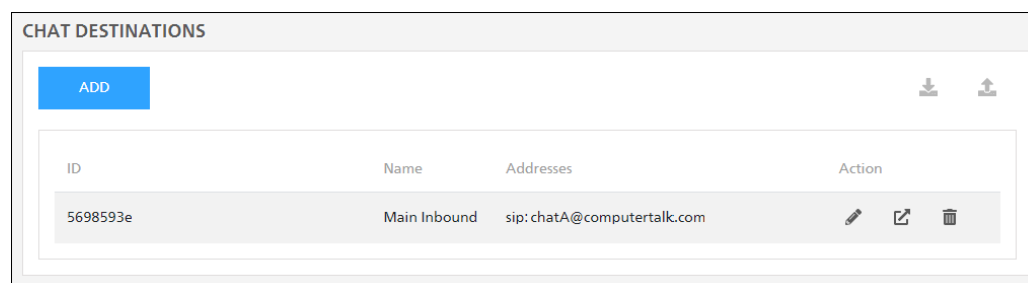 CHAT DESTINATIONS
ADD
ID Name Addresses Action
5698593e Main Inbound sip:chatA@computertalk.com